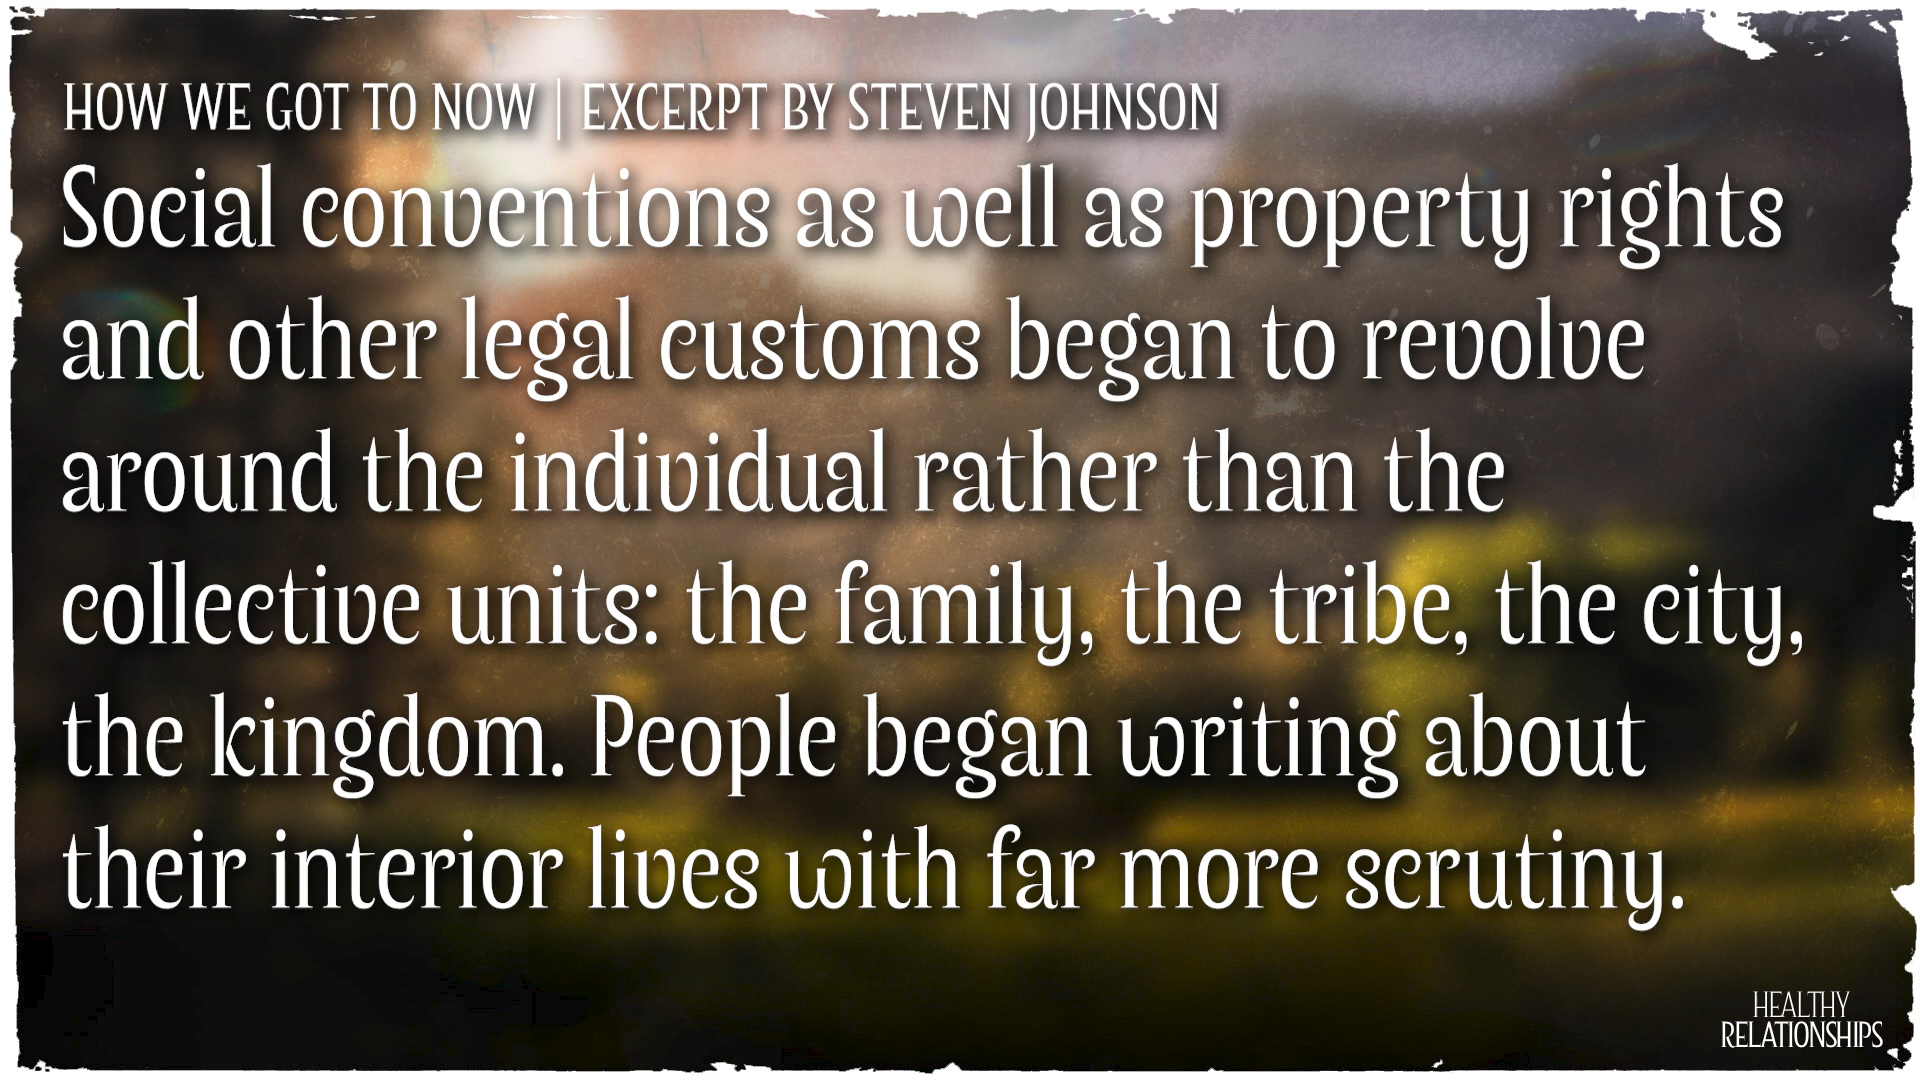 HOW WE GOT TO NOW | EXCERPT BY STEVEN JOHNSON
Social conventions as well as property rights
and other legal customs began to revolve
around the individual rather than the
collective units: the family, the tribe, the city,
the kingdom. People began writing about
their interior lives with far more scrutiny.
HEALTHY
RELATIONSHIPS